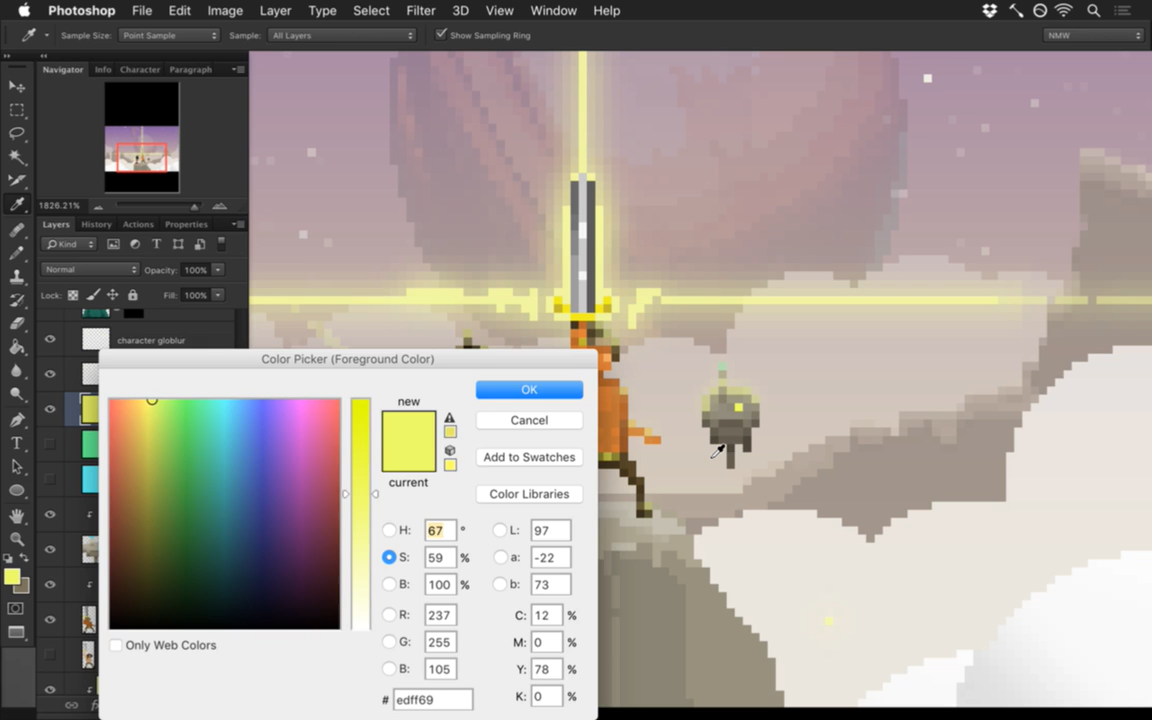 Photoshop File Edit Image Layer Type Select Filter 3D View Window Help
Sample Size: Point Sample Sample: All Layers Show Sampling Ring NMW
Navigator Info Character Paragraph
1826.21%
Layers History Actions Properties
Kind T
Normal Opacity: 100%
Lock: Fill: 100%
character globlur
Color Picker (Foreground Color)
new
current
OK
Cancel
Add to Swatches
Color Libraries
H: 67 °
S: 59 %
B: 100 %
R: 237
G: 255
B: 105
# edff69
L: 97
a: -22
b: 73
C: 12 %
M: 0 %
Y: 78 %
K: 0 %
Only Web Colors